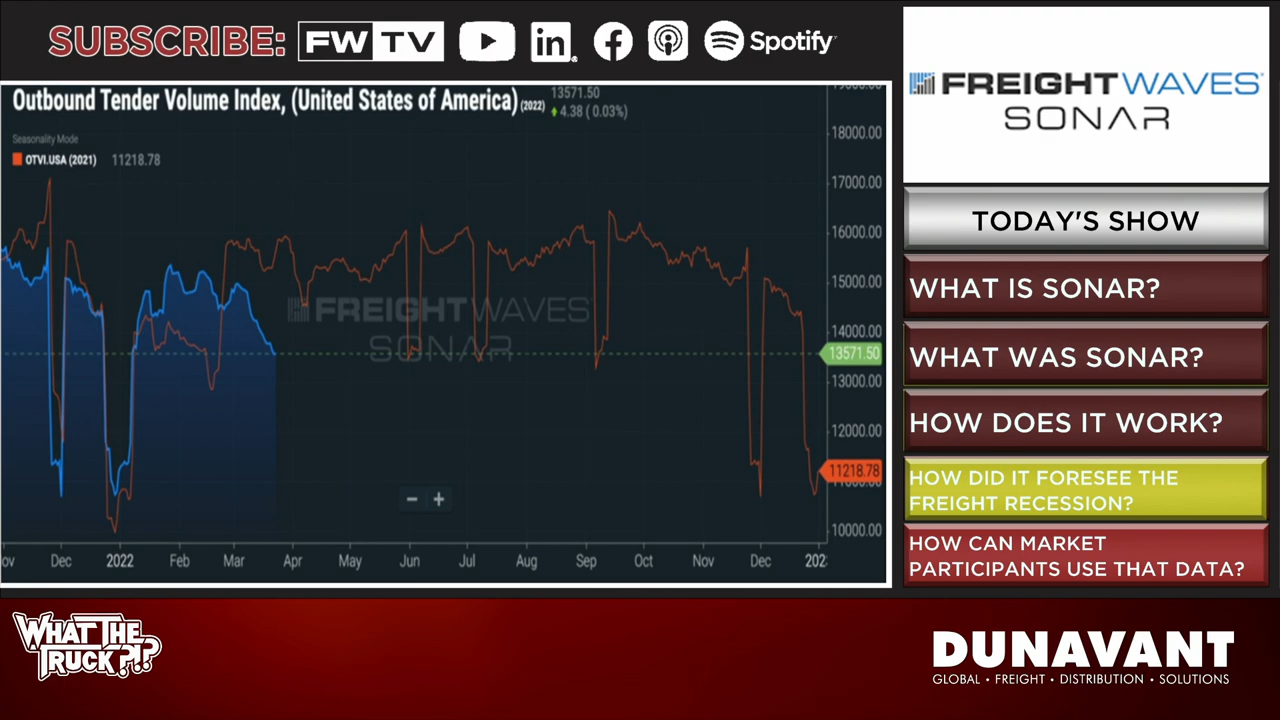 SUBSCRIBE: FW TV in Spotify
Outbound Tender Volume Index, (United States of America) (2022)
13571.50
4.38 ( 0.03%)
Seasonality Mode
OTVI.USA (2021) 11218.78
18000.00
17000.00
16000.00
15000.00
14000.00
13571.50
13000.00
12000.00
11218.78
10000.00
FREIGHTWAVES
SONAR
− +
ov Dec 2022 Feb Mar Apr May Jun Jul Aug Sep Oct Nov Dec 202
FREIGHTWAVES
SONAR
TODAY'S SHOW
WHAT IS SONAR?
WHAT WAS SONAR?
HOW DOES IT WORK?
HOW DID IT FORESEE THE
FREIGHT RECESSION?
HOW CAN MARKET
PARTICIPANTS USE THAT DATA?
WHAT THE
TRUCK?!?
DUNAVANT
GLOBAL • FREIGHT • DISTRIBUTION • SOLUTIONS